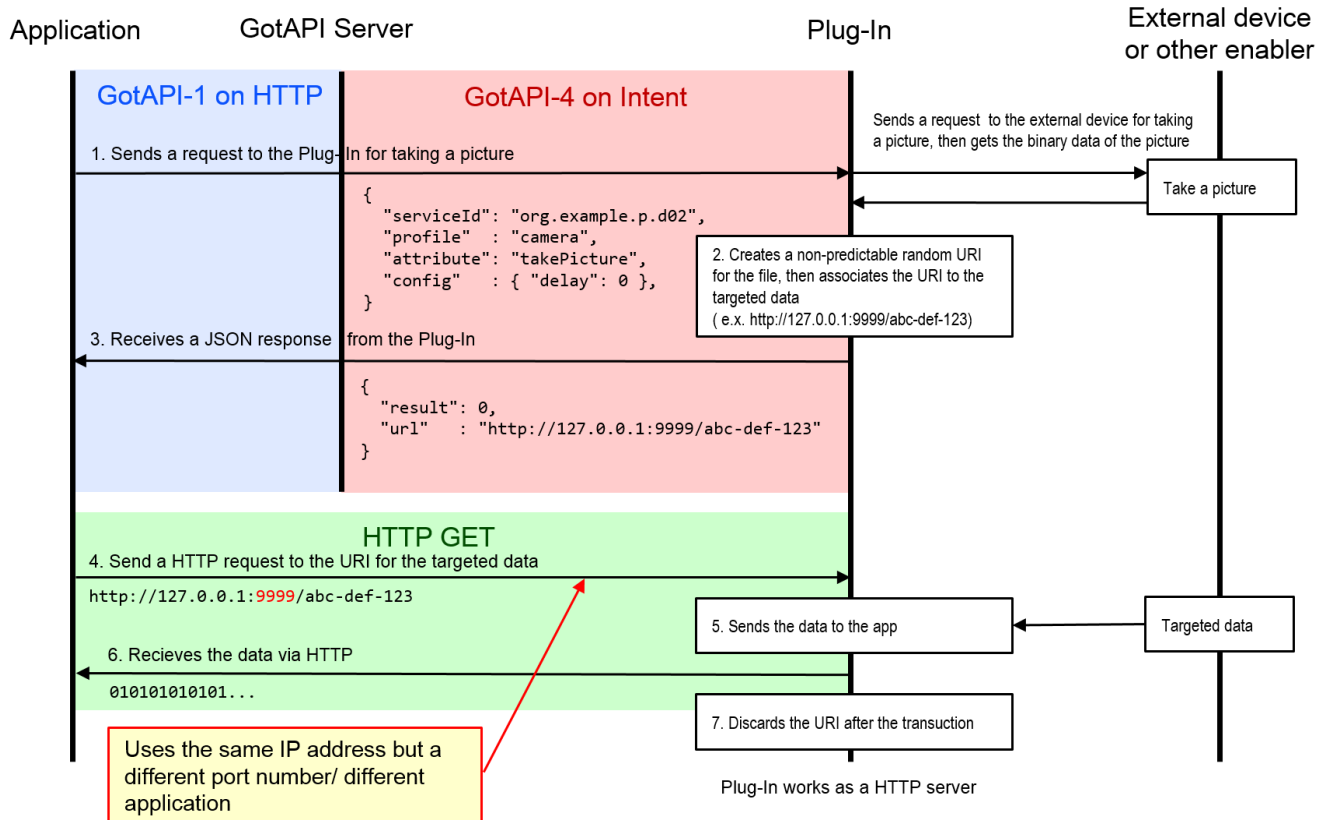 Application
GotAPI Server
Plug-In
External device
or other enabler
GotAPI-1 on HTTP
GotAPI-4 on Intent
Sends a request  to the external device for taking
a picture, then gets the binary data of the picture
1. Sends a request to the Plug-In for taking a picture
Take a picture
{
"serviceId": "org.example.p.d02",
"profile"  : "camera",
"attribute": "takePicture",
"config"   : { "delay": 0 },
}
2. Creates a non-predictable random URI
for the file, then associates the URI to the
targeted data
( e.x. http://127.0.0.1:9999/abc-def-123)
3. Receives a JSON response from the Plug-In
{
"result": 0,
"url"   : "http://127.0.0.1:9999/abc-def-123"
}
HTTP GET
4. Send a HTTP request to the URI for the targeted data
http://127.0.0.1:9999/abc-def-123
5. Sends the data to the app
Targeted data
6. Recieves the data via HTTP
010101010101...
7. Discards the URI after the transuction
Uses the same IP address but a
different port number/ different
application
Plug-In works as a HTTP server